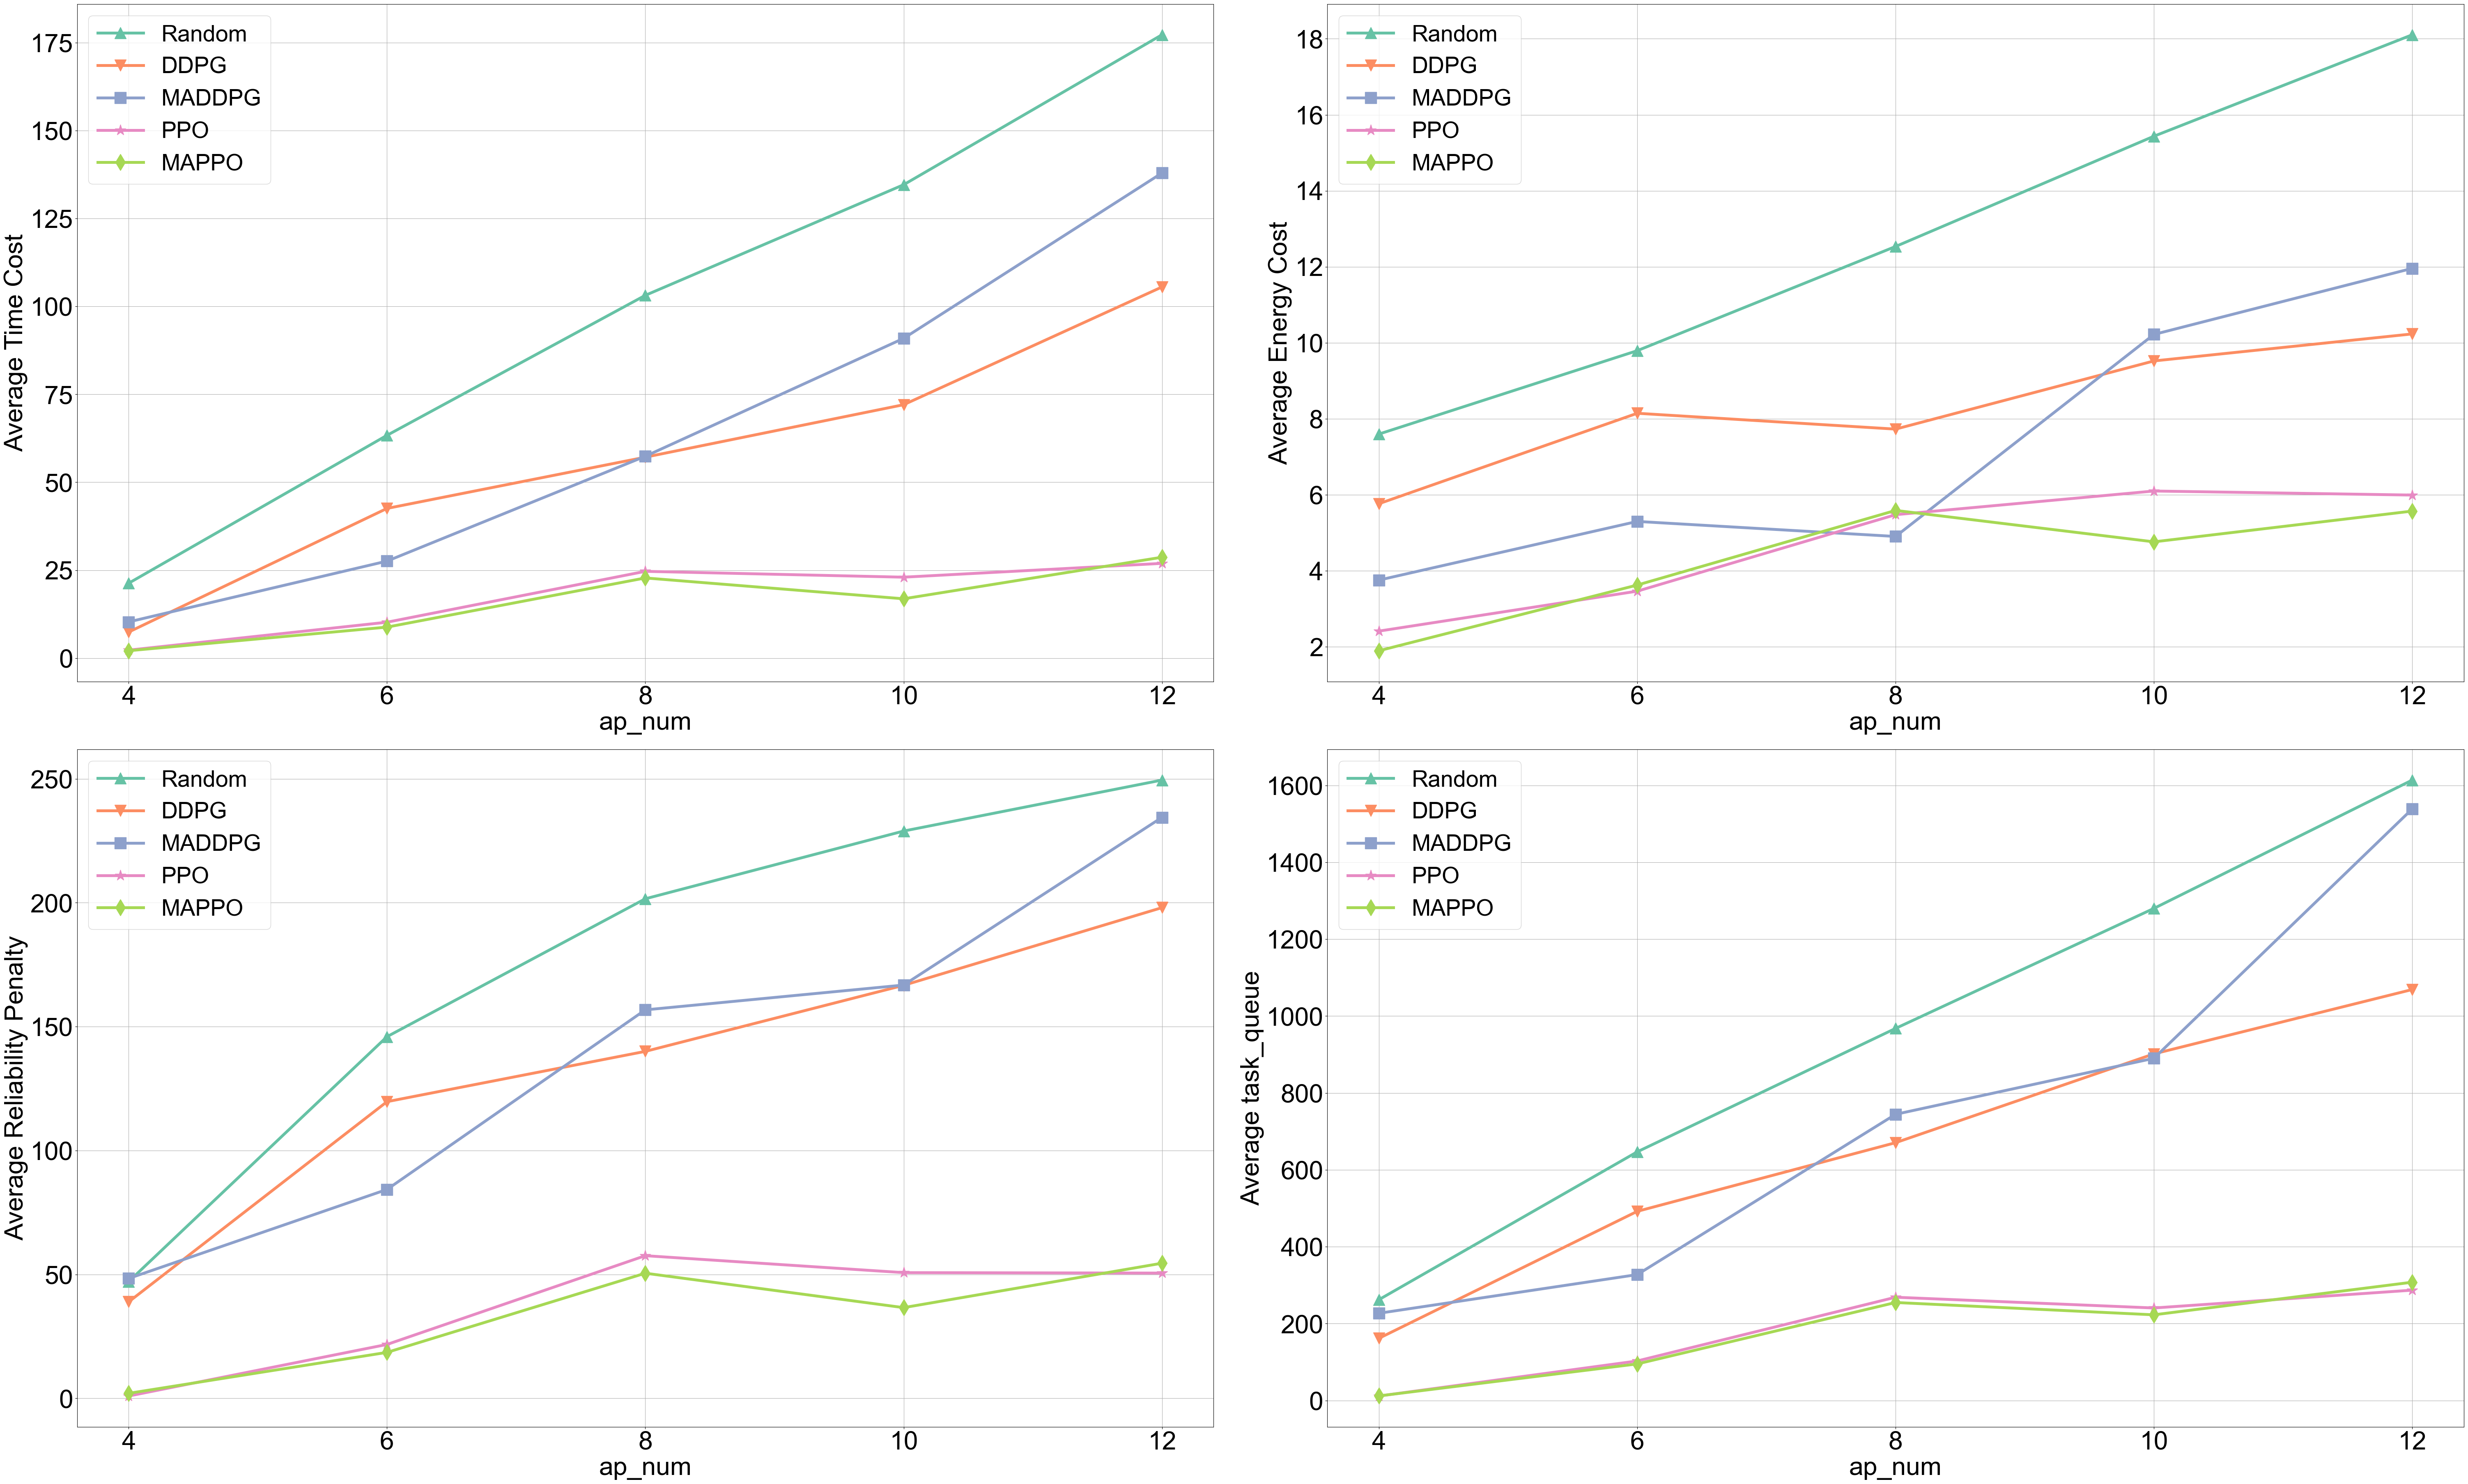 Random
DDPG
MADDPG
PPO
MAPPO
175
150
125
100
75
50
25
0
Average Time Cost
4 6 8 10 12
ap_num
Random
DDPG
MADDPG
PPO
MAPPO
18
16
14
12
10
8
6
4
2
Average Energy Cost
4 6 8 10 12
ap_num
Random
DDPG
MADDPG
PPO
MAPPO
250
200
150
100
50
0
Average Reliability Penalty
4 6 8 10 12
ap_num
Random
DDPG
MADDPG
PPO
MAPPO
1600
1400
1200
1000
800
600
400
200
0
Average task_queue
4 6 8 10 12
ap_num